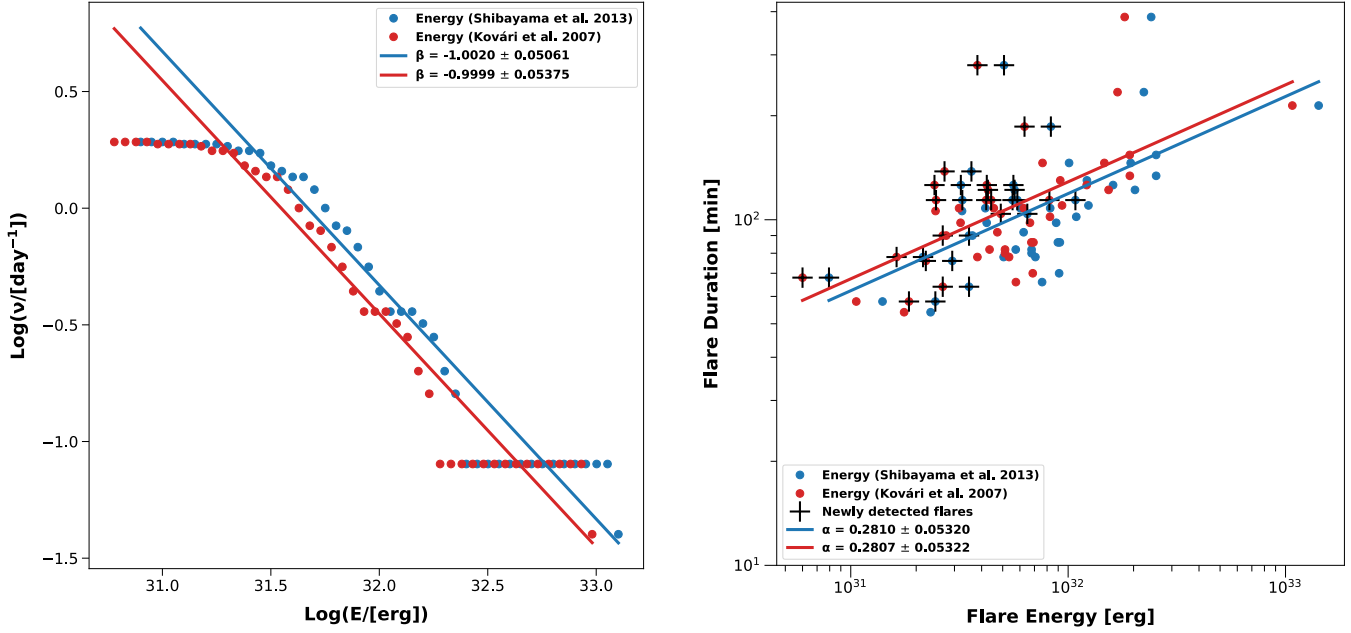 Energy (Shibayama et al. 2013)
Energy (Kovári et al. 2007)
β = -1.0020 ± 0.05061
β = -0.9999 ± 0.05375
0.5
0.0
−0.5
−1.0
−1.5
Log(ν/[day⁻¹])
31.0 31.5 32.0 32.5 33.0
Log(E/[erg])
10²
10¹
Flare Duration [min]
Energy (Shibayama et al. 2013)
Energy (Kovári et al. 2007)
Newly detected flares
α = 0.2810 ± 0.05320
α = 0.2807 ± 0.05322
10³¹ 10³² 10³³
Flare Energy [erg]